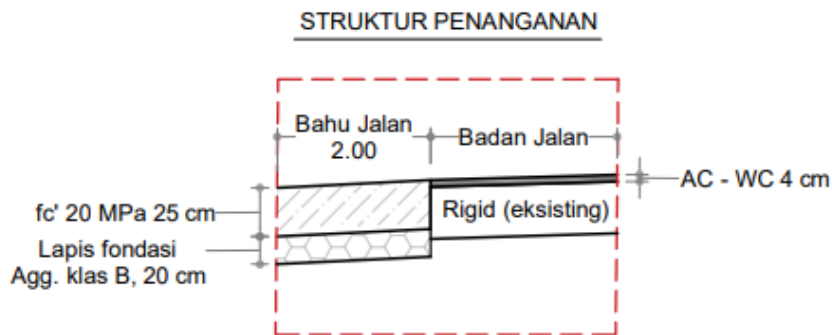 STRUKTUR PENANGANAN
Bahu Jalan
2.00
Badan Jalan
AC - WC 4 cm
fc' 20 MPa 25 cm
Rigid (eksisting)
Lapis fondasi
Agg. klas B, 20 cm